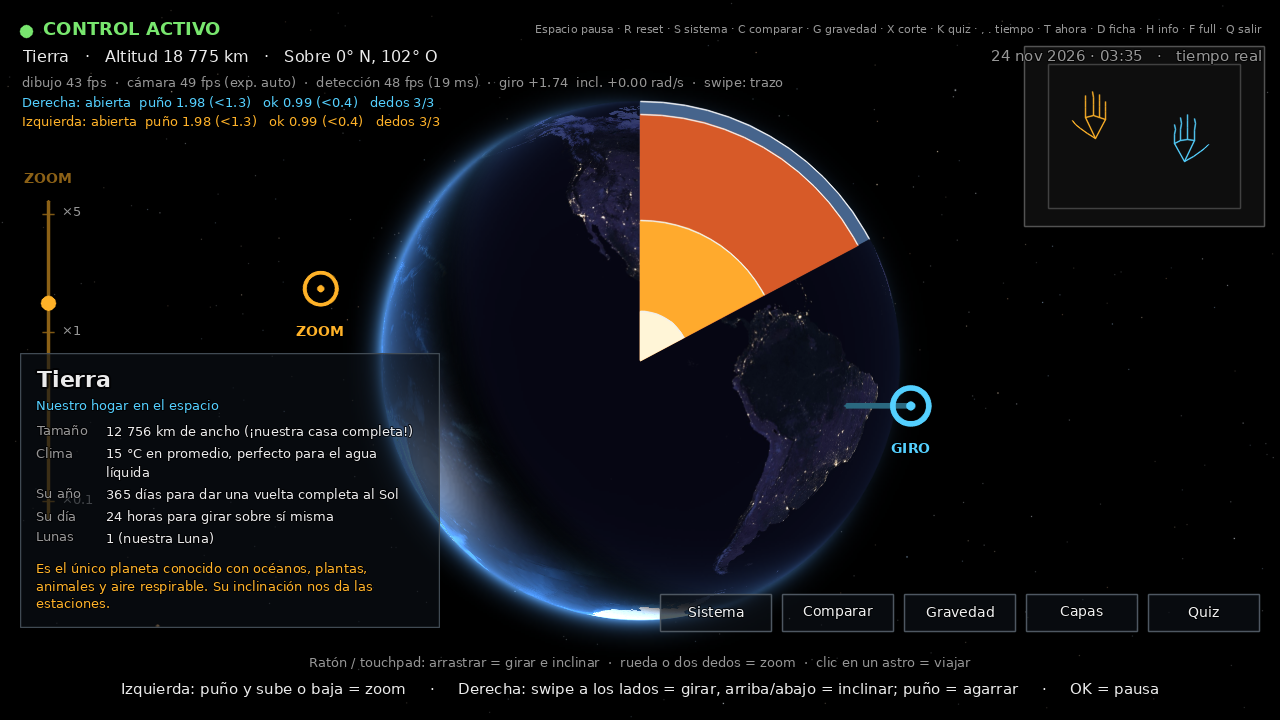 CONTROL ACTIVO
Espacio pausa · R reset · S sistema · C comparar · G gravedad · X corte · K quiz · , . tiempo · T ahora · D ficha · H info · F full · Q salir
Tierra · Altitud 18 775 km · Sobre 0° N, 102° O
24 nov 2026 · 03:35 · tiempo real
dibujo 43 fps · cámara 49 fps (exp. auto) · detección 48 fps (19 ms) · giro +1.74 incl. +0.00 rad/s · swipe: trazo
Derecha: abierta puño 1.98 (<1.3) ok 0.99 (<0.4) dedos 3/3
Izquierda: abierta puño 1.98 (<1.3) ok 0.99 (<0.4) dedos 3/3
ZOOM
×5
×1
ZOOM
Tierra
Nuestro hogar en el espacio
Tamaño 12 756 km de ancho (¡nuestra casa completa!)
Clima 15 °C en promedio, perfecto para el agua
líquida
Su año 365 días para dar una vuelta completa al Sol
×0.1
Su día 24 horas para girar sobre sí misma
Lunas 1 (nuestra Luna)
Es el único planeta conocido con océanos, plantas,
animales y aire respirable. Su inclinación nos da las
estaciones.
GIRO
Sistema Comparar Gravedad Capas Quiz
Ratón / touchpad: arrastrar = girar e inclinar · rueda o dos dedos = zoom · clic en un astro = viajar
Izquierda: puño y sube o baja = zoom · Derecha: swipe a los lados = girar, arriba/abajo = inclinar; puño = agarrar · OK = pausa